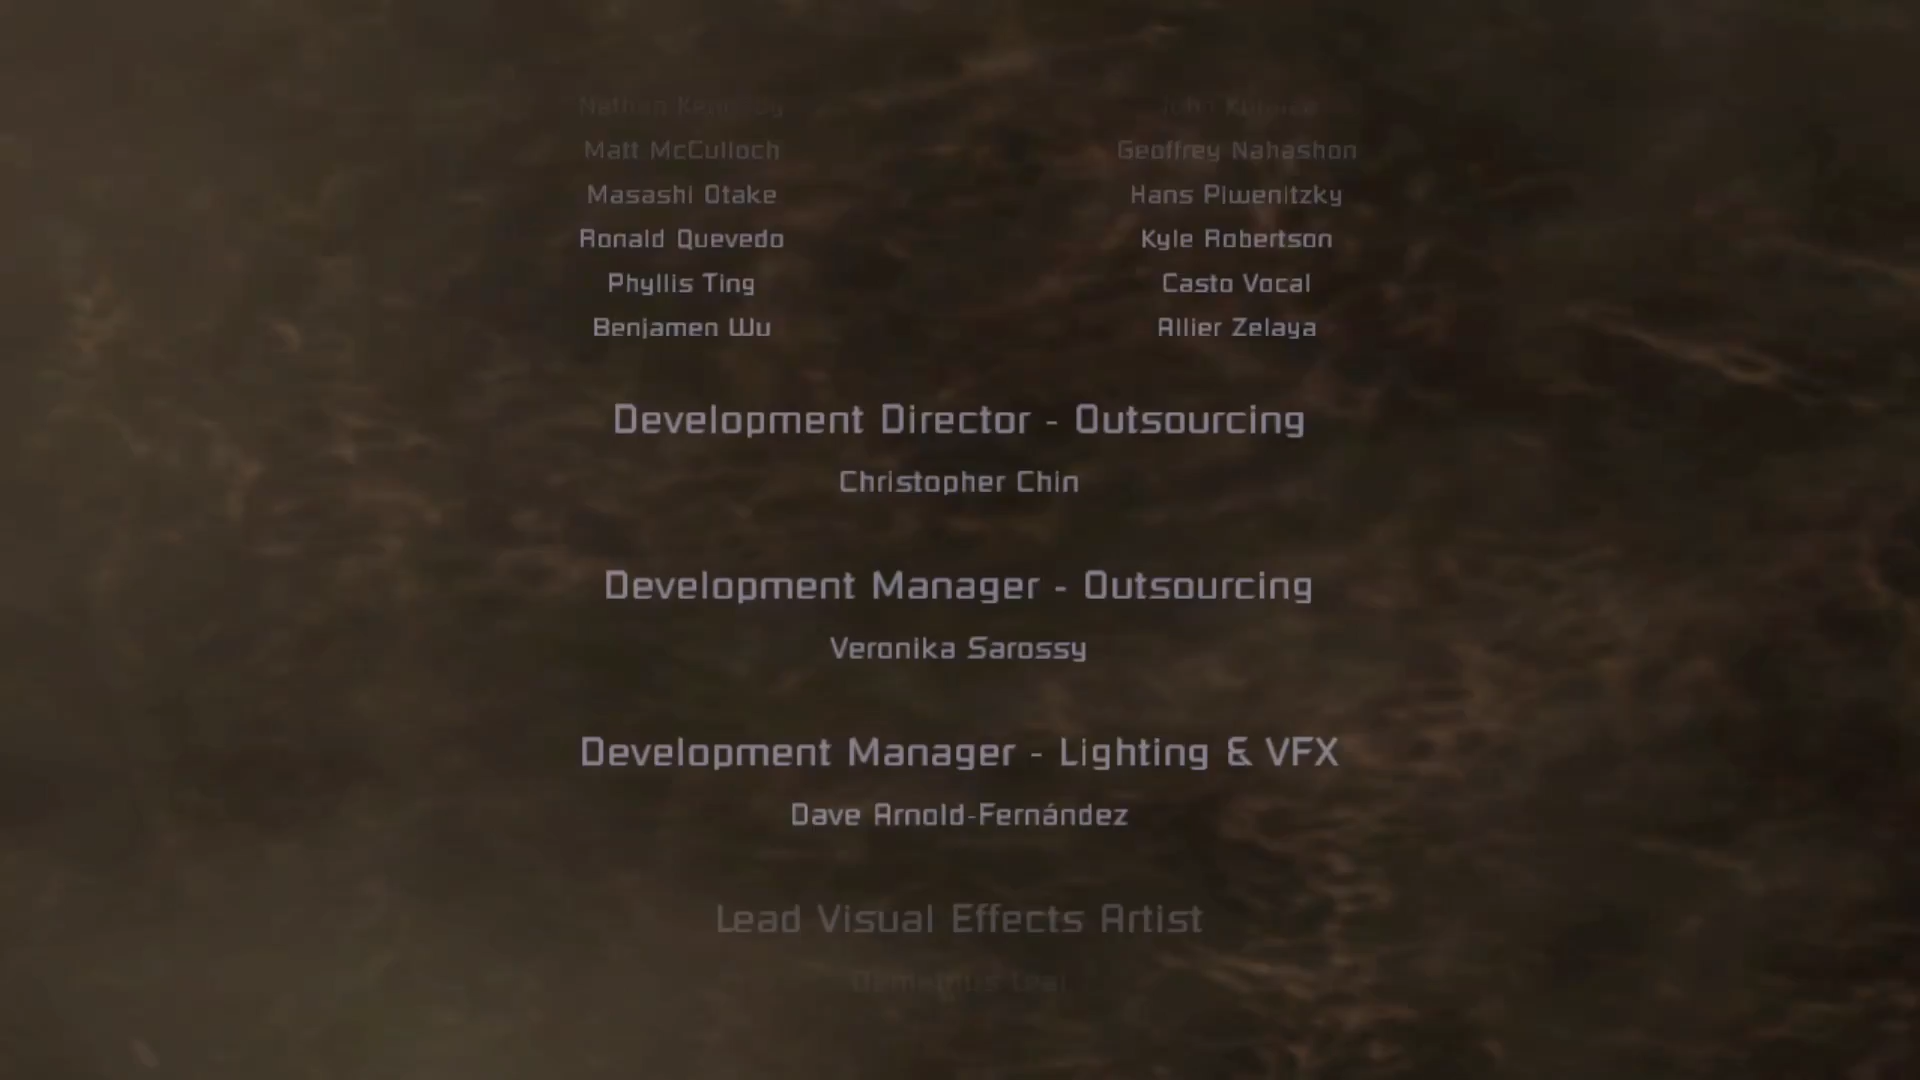 Nathan
Matt McCulloch Geoffrey Nahashon
Masashi Otake Hans Piwenitzky
Ronald Quevedo Kyle Robertson
Phyllis Ting Casto Vocal
Benjamen Wu Allier Zelaya
Development Director - Outsourcing
Christopher Chin
Development Manager - Outsourcing
Veronika Sarossy
Development Manager - Lighting & VFX
Dave Arnold-Fernández
Lead Visual Effects Artist